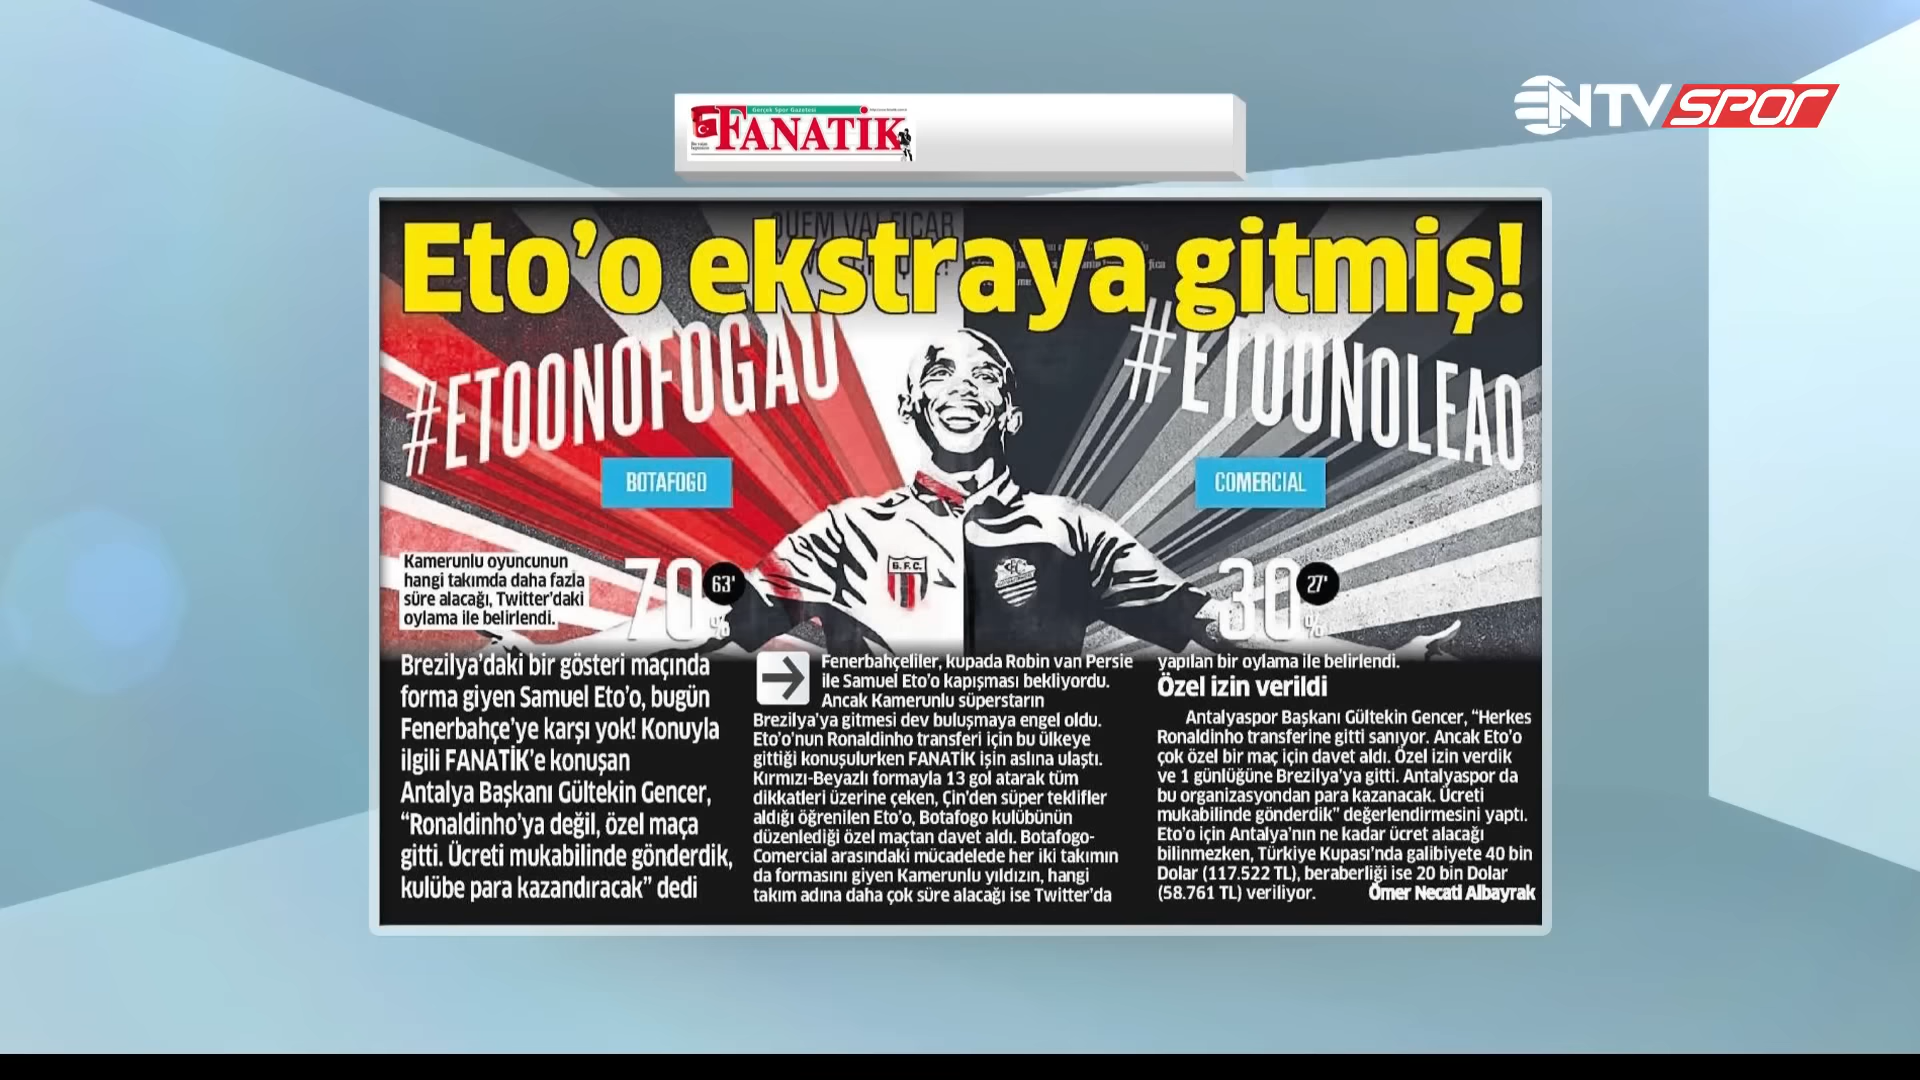 Gerçek Spor Gazetesi
FANATİK
NTVSPOR
QUEM VAI FICAR
Eto’o ekstraya gitmiş!
#ETOONOFOGAO
#ETOONOLEAO
BOTAFOGO
COMERCIAL
Kamerunlu oyuncunun
hangi takımda daha fazla
süre alacağı, Twitter’daki
oylama ile belirlendi.
70% 63'
B.F.C.
30% 27'
Brezilya’daki bir gösteri maçında
forma giyen Samuel Eto’o, bugün
Fenerbahçe’ye karşı yok! Konuyla
ilgili FANATİK’e konuşan
Antalya Başkanı Gültekin Gencer,
“Ronaldinho’ya değil, özel maça
gitti. Ücreti mukabilinde gönderdik,
kulübe para kazandıracak” dedi
Fenerbahçeliler, kupada Robin van Persie
ile Samuel Eto’o kapışması bekliyordu.
Ancak Kamerunlu süperstarın
Brezilya’ya gitmesi dev buluşmaya engel oldu.
Eto’o’nun Ronaldinho transferi için bu ülkeye
gittiği konuşulurken FANATİK işin aslına ulaştı.
Kırmızı-Beyazlı formayla 13 gol atarak tüm
dikkatleri üzerine çeken, Çin’den süper teklifler
aldığı öğrenilen Eto’o, Botafogo kulübünün
düzenlediği özel maçtan davet aldı. Botafogo-
Comercial arasındaki mücadelede her iki takımın
da formasını giyen Kamerunlu yıldızın, hangi
takım adına daha çok süre alacağı ise Twitter’da
yapılan bir oylama ile belirlendi.
Özel izin verildi
Antalyaspor Başkanı Gültekin Gencer, “Herkes
Ronaldinho transferine gitti sanıyor. Ancak Eto’o
çok özel bir maç için davet aldı. Özel izin verdik
ve 1 günlüğüne Brezilya’ya gitti. Antalyaspor da
bu organizasyondan para kazanacak. Ücreti
mukabilinde gönderdik” değerlendirmesini yaptı.
Eto’o için Antalya’nın ne kadar ücret alacağı
bilinmezken, Türkiye Kupası’nda galibiyete 40 bin
Dolar (117.522 TL), beraberliği ise 20 bin Dolar
(58.761 TL) veriliyor. Ömer Necati Albayrak